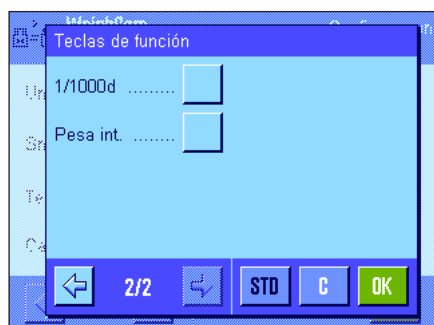 Teclas de función
1/1000d .........
Pesa int. ........
2/2 STD C OK